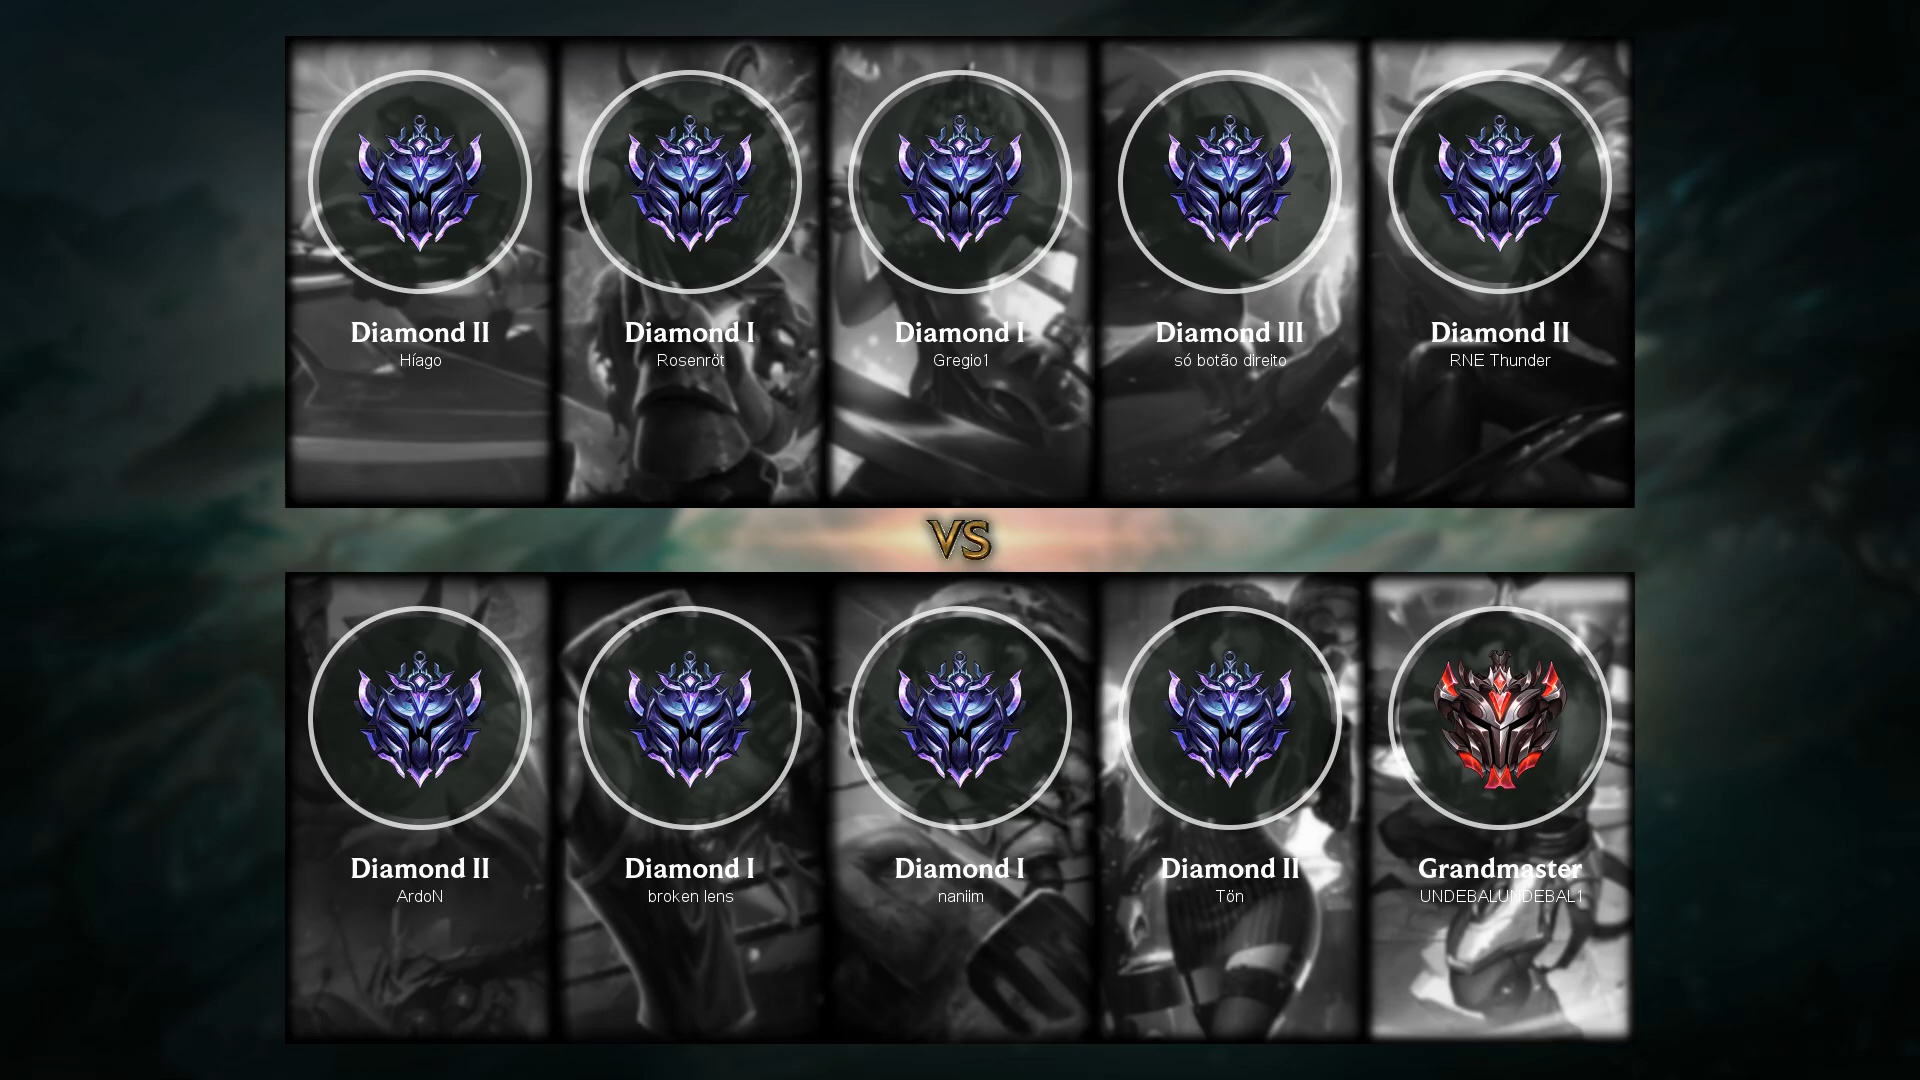 Diamond II
Híago
Diamond I
Rosenröt
Diamond I
Gregio1
Diamond III
só botão direito
Diamond II
RNE Thunder
VS
Diamond II
ArdoN
Diamond I
broken lens
Diamond I
naniim
Diamond II
Tön
Grandmaster
UNDEBALUNDEBAL1